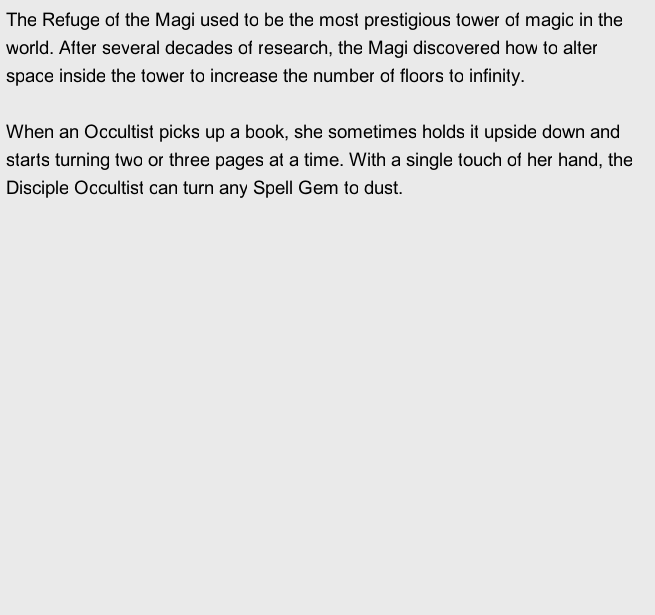 The Refuge of the Magi used to be the most prestigious tower of magic in the
world. After several decades of research, the Magi discovered how to alter
space inside the tower to increase the number of floors to infinity.
When an Occultist picks up a book, she sometimes holds it upside down and
starts turning two or three pages at a time. With a single touch of her hand, the
Disciple Occultist can turn any Spell Gem to dust.